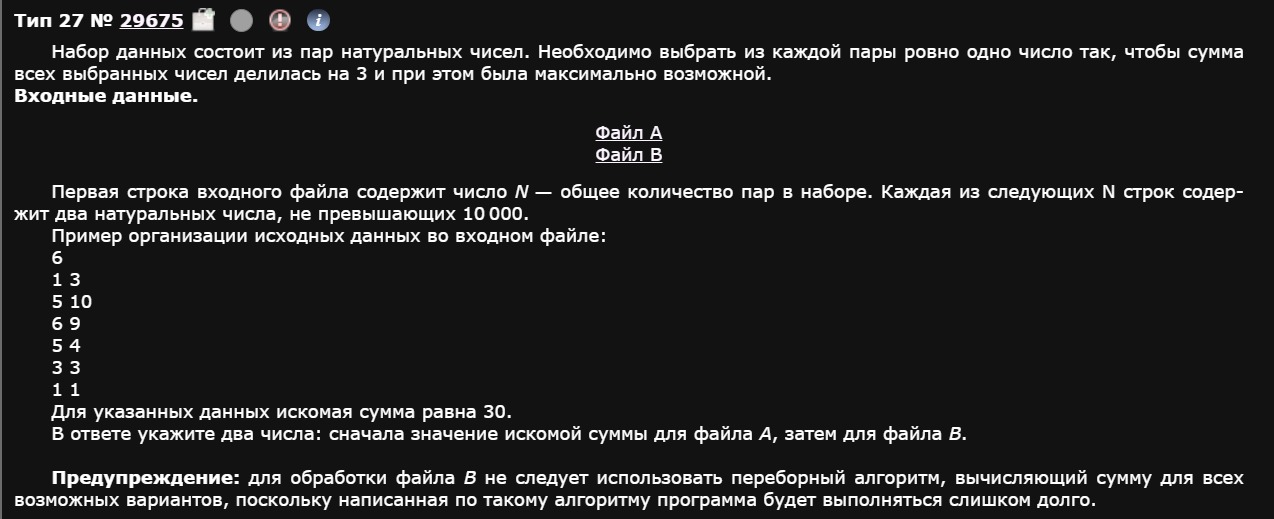 Тип 27 № 29675 i
Набор данных состоит из пар натуральных чисел. Необходимо выбрать из каждой пары ровно одно число так, чтобы сумма
всех выбранных чисел делилась на 3 и при этом была максимально возможной.
Входные данные.
Файл A
Файл B
Первая строка входного файла содержит число N — общее количество пар в наборе. Каждая из следующих N строк содер-
жит два натуральных числа, не превышающих 10 000.
Пример организации исходных данных во входном файле:
6
1 3
5 10
6 9
5 4
3 3
1 1
Для указанных данных искомая сумма равна 30.
В ответе укажите два числа: сначала значение искомой суммы для файла A, затем для файла B.
Предупреждение: для обработки файла B не следует использовать переборный алгоритм, вычисляющий сумму для всех
возможных вариантов, поскольку написанная по такому алгоритму программа будет выполняться слишком долго.